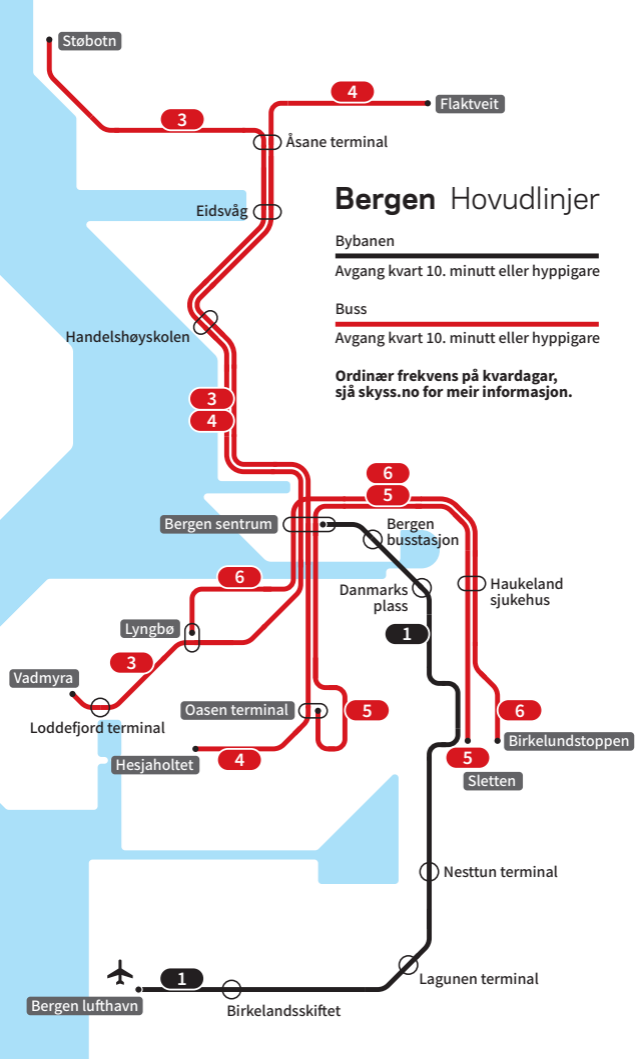 Støbotn
4
Flaktveit
3
Åsane terminal
Bergen Hovudlinjer
Eidsvåg
Bybanen
Avgang kvart 10. minutt eller hyppigare
Buss
Avgang kvart 10. minutt eller hyppigare
Handelshøyskolen
Ordinær frekvens på kvardagar,
sjå skyss.no for meir informasjon.
3
4
6
5
Bergen sentrum
Bergen
busstasjon
6
Danmarks
plass
Haukeland
sjukehus
Lyngbø
1
3
Vadmyra
Loddefjord terminal
Oasen terminal
5
6
Birkelundstoppen
Hesjaholtet
4
5
Sletten
Nesttun terminal
Lagunen terminal
1
Bergen lufthavn
Birkelandsskiftet